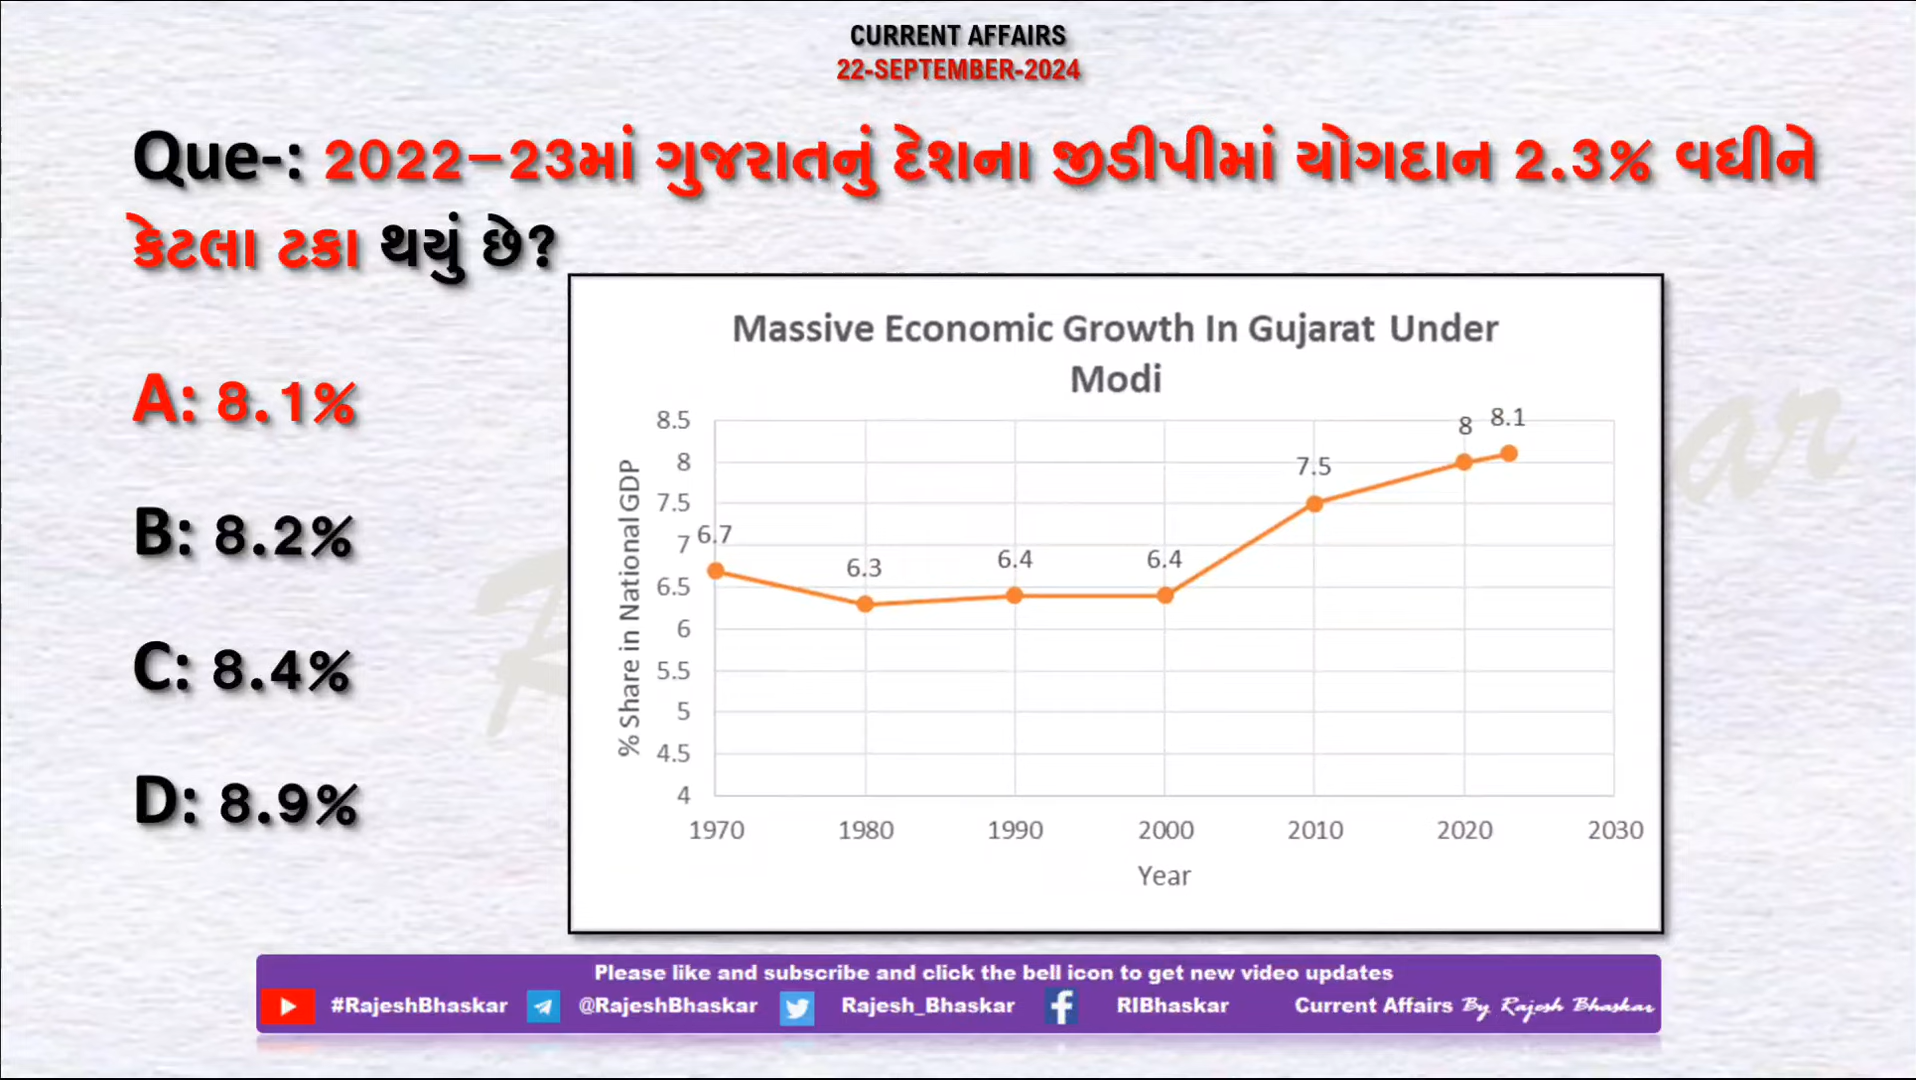 CURRENT AFFAIRS
22-SEPTEMBER-2024
Que-: 2022-23માં ગુજરાતનું દેશના જીડીપીમાં યોગદાન 2.3% વધીને
કેટલા ટકા થયું છે?
A: 8.1%
B: 8.2%
C: 8.4%
D: 8.9%
Massive Economic Growth In Gujarat Under
Modi
% Share in National GDP
8.5
8
7.5
7
6.5
6
5.5
5
4.5
4
6.7
6.3
6.4
6.4
7.5
8
8.1
1970 1980 1990 2000 2010 2020 2030
Year
Please like and subscribe and click the bell icon to get new video updates
#RajeshBhaskar @RajeshBhaskar Rajesh_Bhaskar RIBhaskar Current Affairs By Rajesh Bhaskar